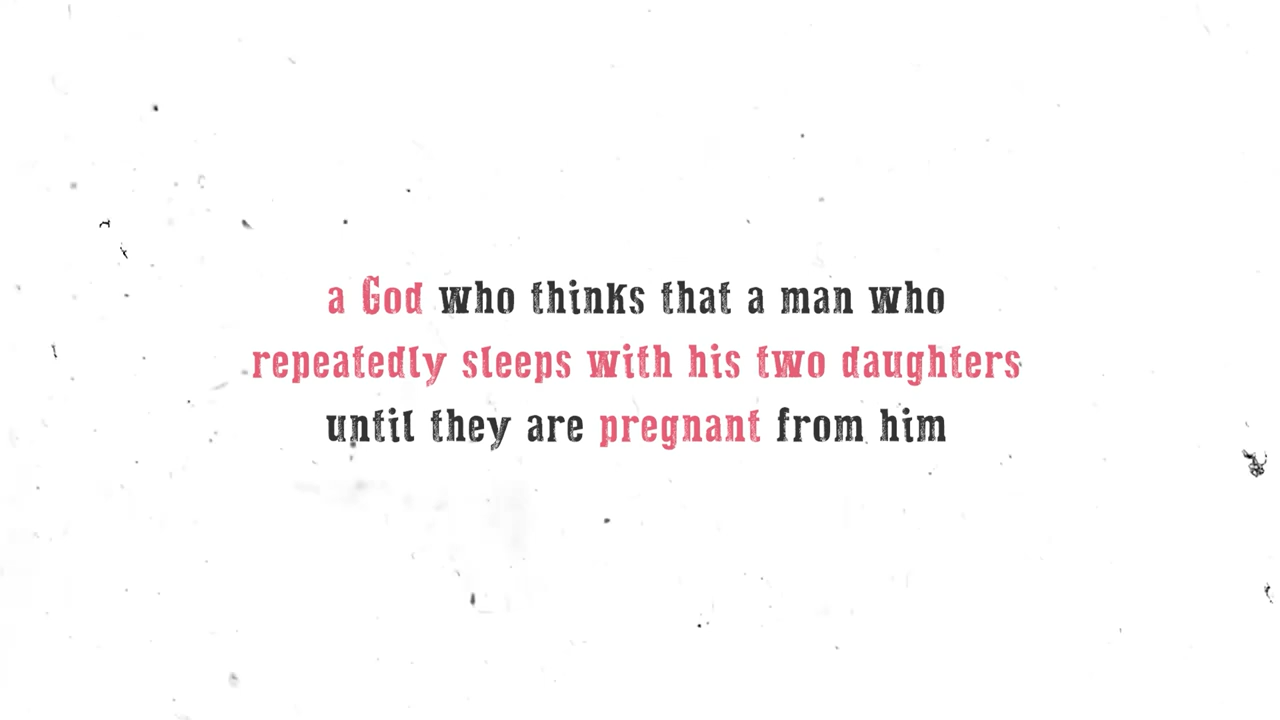 a God who thinks that a man who
repeatedly sleeps with his two daughters
until they are pregnant from him